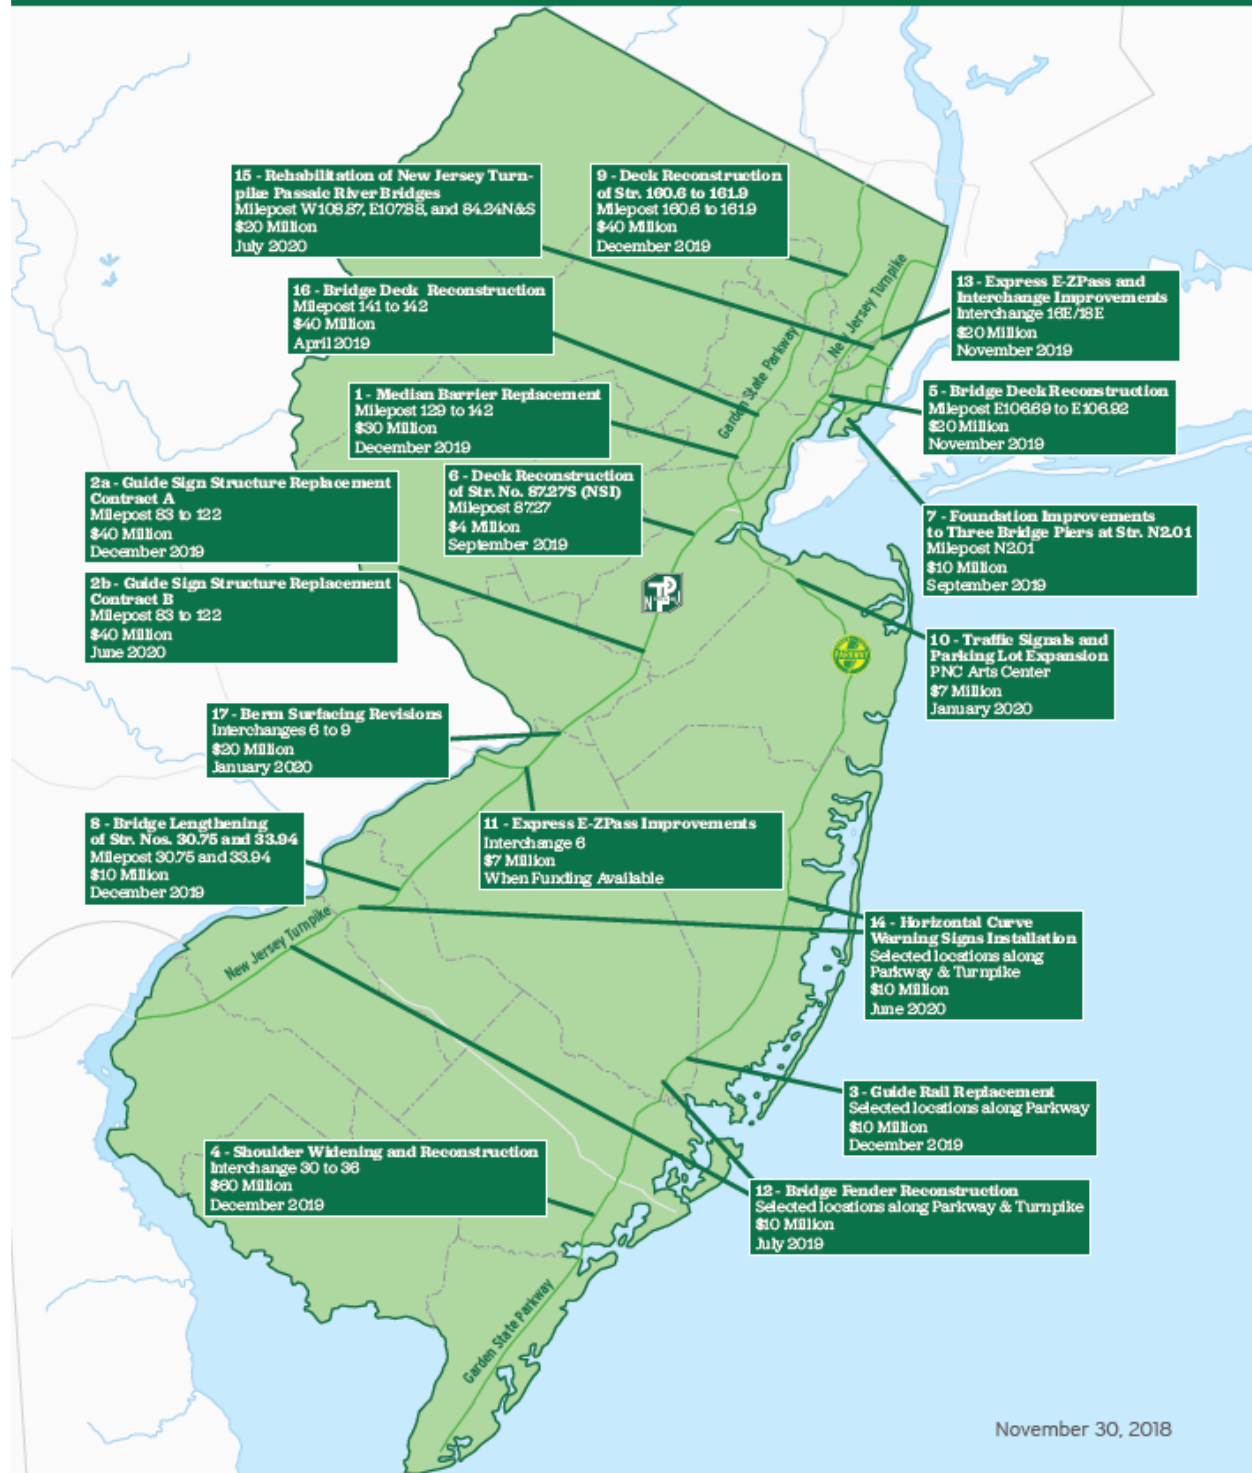 15 - Rehabilitation of New Jersey Turn-
pike Passaic River Bridges
Milepost W108.87, E107.88, and 84.24N&S
$20 Million
July 2020
9 - Deck Reconstruction
of Str. 160.6 to 161.9
Milepost 160.6 to 161.9
$40 Million
December 2019
16 - Bridge Deck Reconstruction
Milepost 141 to 142
$40 Million
April 2019
13 - Express E-ZPass and
Interchange Improvements
Interchange 16E/18E
$20 Million
November 2019
New Jersey Turnpike
Garden State Parkway
1 - Median Barrier Replacement
Milepost 129 to 142
$30 Million
December 2019
5 - Bridge Deck Reconstruction
Milepost E106.69 to E106.92
$20 Million
November 2019
2a - Guide Sign Structure Replacement
Contract A
Milepost 83 to 122
$40 Million
December 2019
6 - Deck Reconstruction
of Str. No. 87.27S (NSI)
Milepost 87.27
$4 Million
September 2019
7 - Foundation Improvements
to Three Bridge Piers at Str. N2.01
Milepost N2.01
$10 Million
September 2019
2b - Guide Sign Structure Replacement
Contract B
Milepost 83 to 122
$40 Million
June 2020
10 - Traffic Signals and
Parking Lot Expansion
PNC Arts Center
$7 Million
January 2020
PARKWAY
17 - Berm Surfacing Revisions
Interchanges 6 to 9
$20 Million
January 2020
8 - Bridge Lengthening
of Str. Nos. 30.75 and 33.94
Milepost 30.75 and 33.94
$10 Million
December 2019
11 - Express E-ZPass Improvements
Interchange 6
$7 Million
When Funding Available
New Jersey Turnpike
14 - Horizontal Curve
Warning Signs Installation
Selected locations along
Parkway & Turnpike
$10 Million
June 2020
3 - Guide Rail Replacement
Selected locations along Parkway
$10 Million
December 2019
4 - Shoulder Widening and Reconstruction
Interchange 30 to 36
$60 Million
December 2019
12 - Bridge Fender Reconstruction
Selected locations along Parkway & Turnpike
$10 Million
July 2019
Garden State Parkway
November 30, 2018